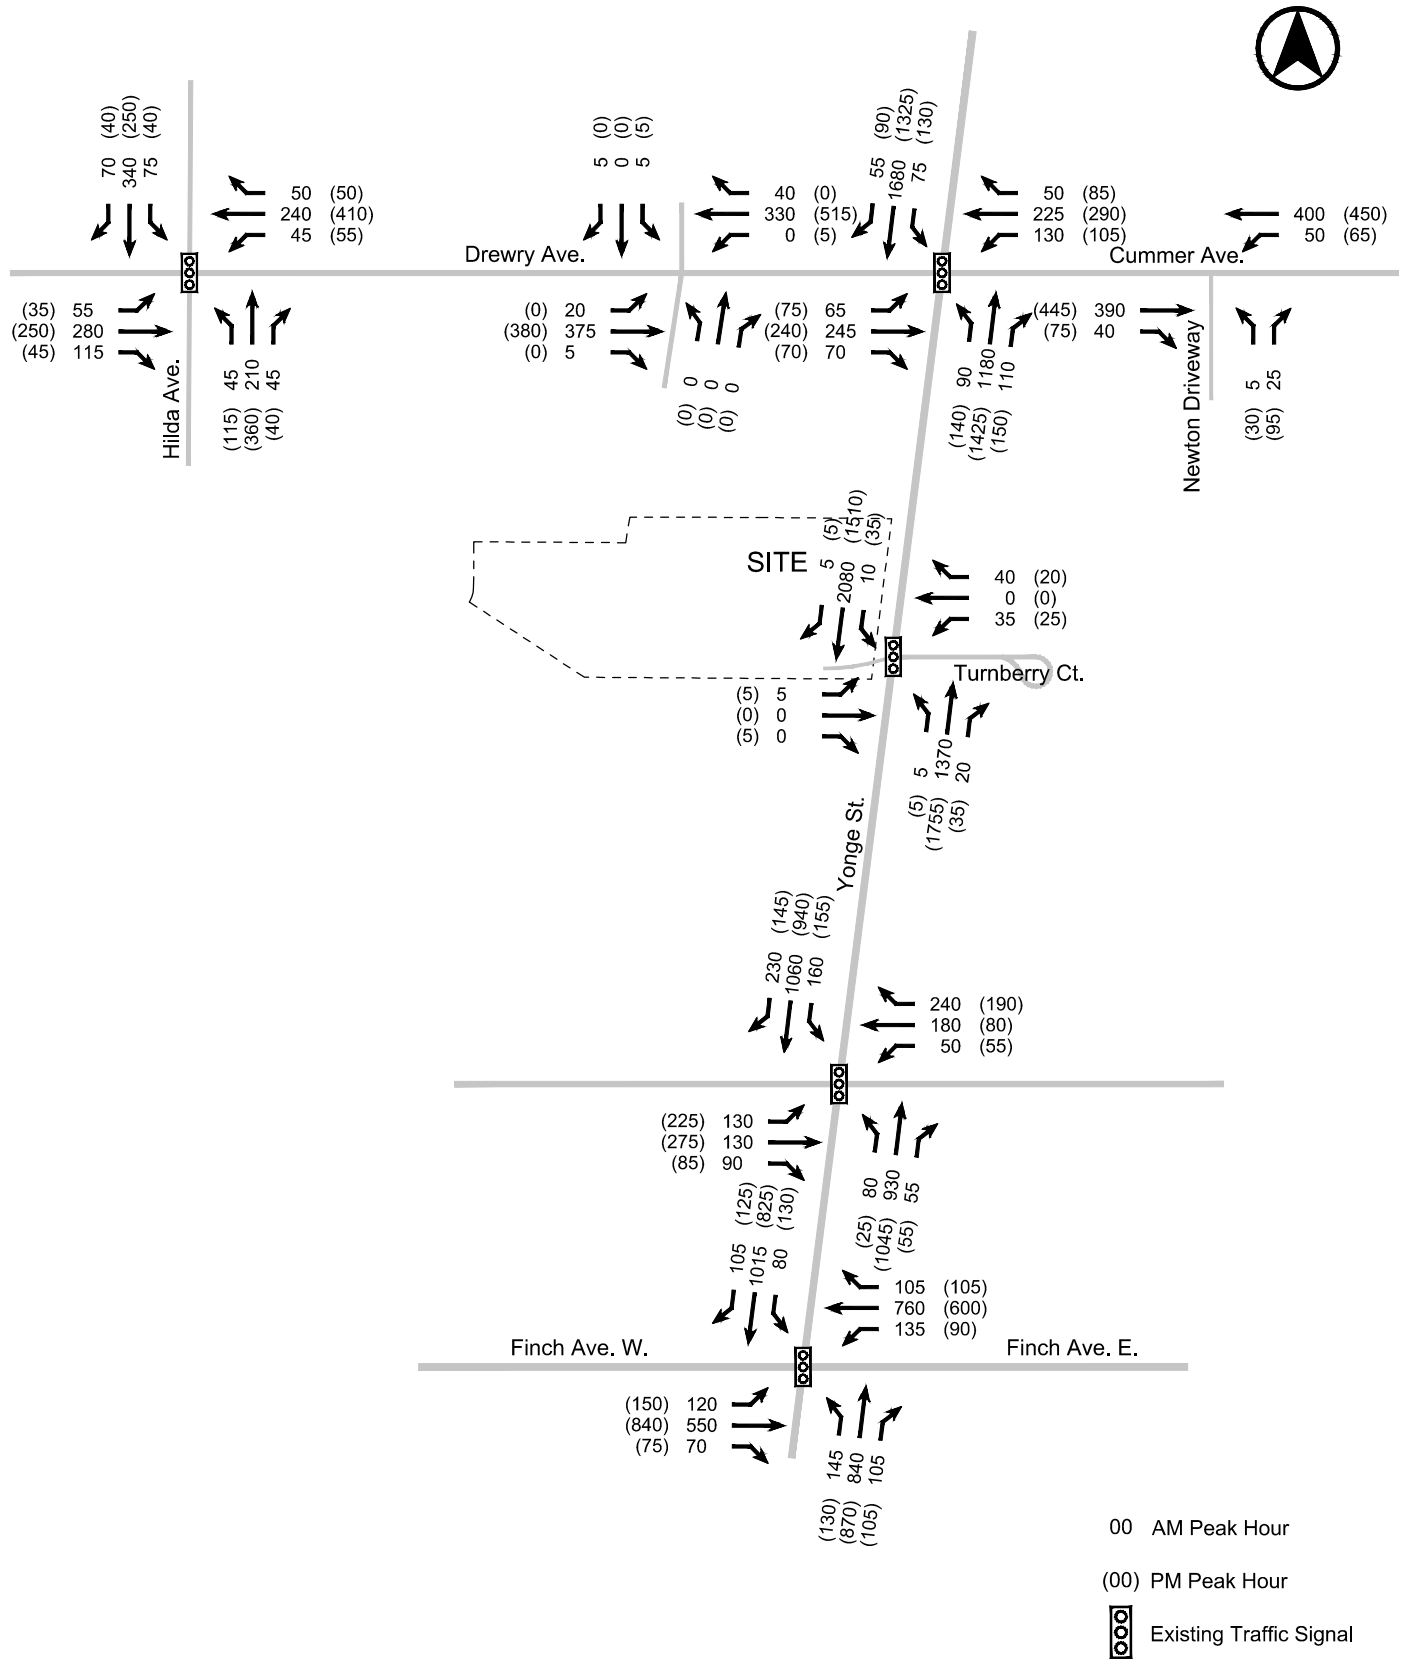 (40) (250) (40)
70 340 75
50 (50)
240 (410)
45 (55)
(35) 55
(250) 280
(45) 115
45 210 45
(115) (360) (40)
Hilda Ave.
Drewry Ave.
(0) (0) (5)
5 0 5
40 (0)
330 (515)
0 (5)
(0) 20
(380) 375
(0) 5
0 0 0
(0) (0) (0)
(90) (1325) (130)
55 1680 75
50 (85)
225 (290)
130 (105)
(75) 65
(240) 245
(70) 70
90 1180 110
(140) (1425) (150)
Cummer Ave.
400 (450)
50 (65)
(445) 390
(75) 40
Newton Driveway
5 25
(30) (95)
SITE
(5) (1510) (35)
5 2080 10
40 (20)
0 (0)
35 (25)
Turnberry Ct.
(5) 5
(0) 0
(5) 0
5 1370 20
(5) (1755) (35)
Yonge St.
(145) (940) (155)
230 1060 160
240 (190)
180 (80)
50 (55)
(225) 130
(275) 130
(85) 90
80 930 55
(25) (1045) (55)
(125) (825) (130)
105 1015 80
105 (105)
760 (600)
135 (90)
Finch Ave. W.
Finch Ave. E.
(150) 120
(840) 550
(75) 70
145 840 105
(130) (870) (105)
00 AM Peak Hour
(00) PM Peak Hour
Existing Traffic Signal